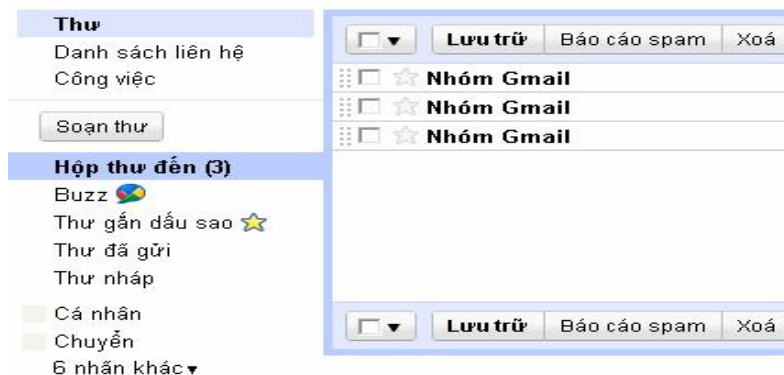 Thư
Danh sách liên hệ
Công việc
Soạn thư
Hộp thư đến (3)
Buzz
Thư gắn dấu sao
Thư đã gửi
Thư nháp
Cá nhân
Chuyển
6 nhãn khác
Lưu trữ Báo cáo spam Xoá
Nhóm Gmail
Nhóm Gmail
Nhóm Gmail
Lưu trữ Báo cáo spam Xoá